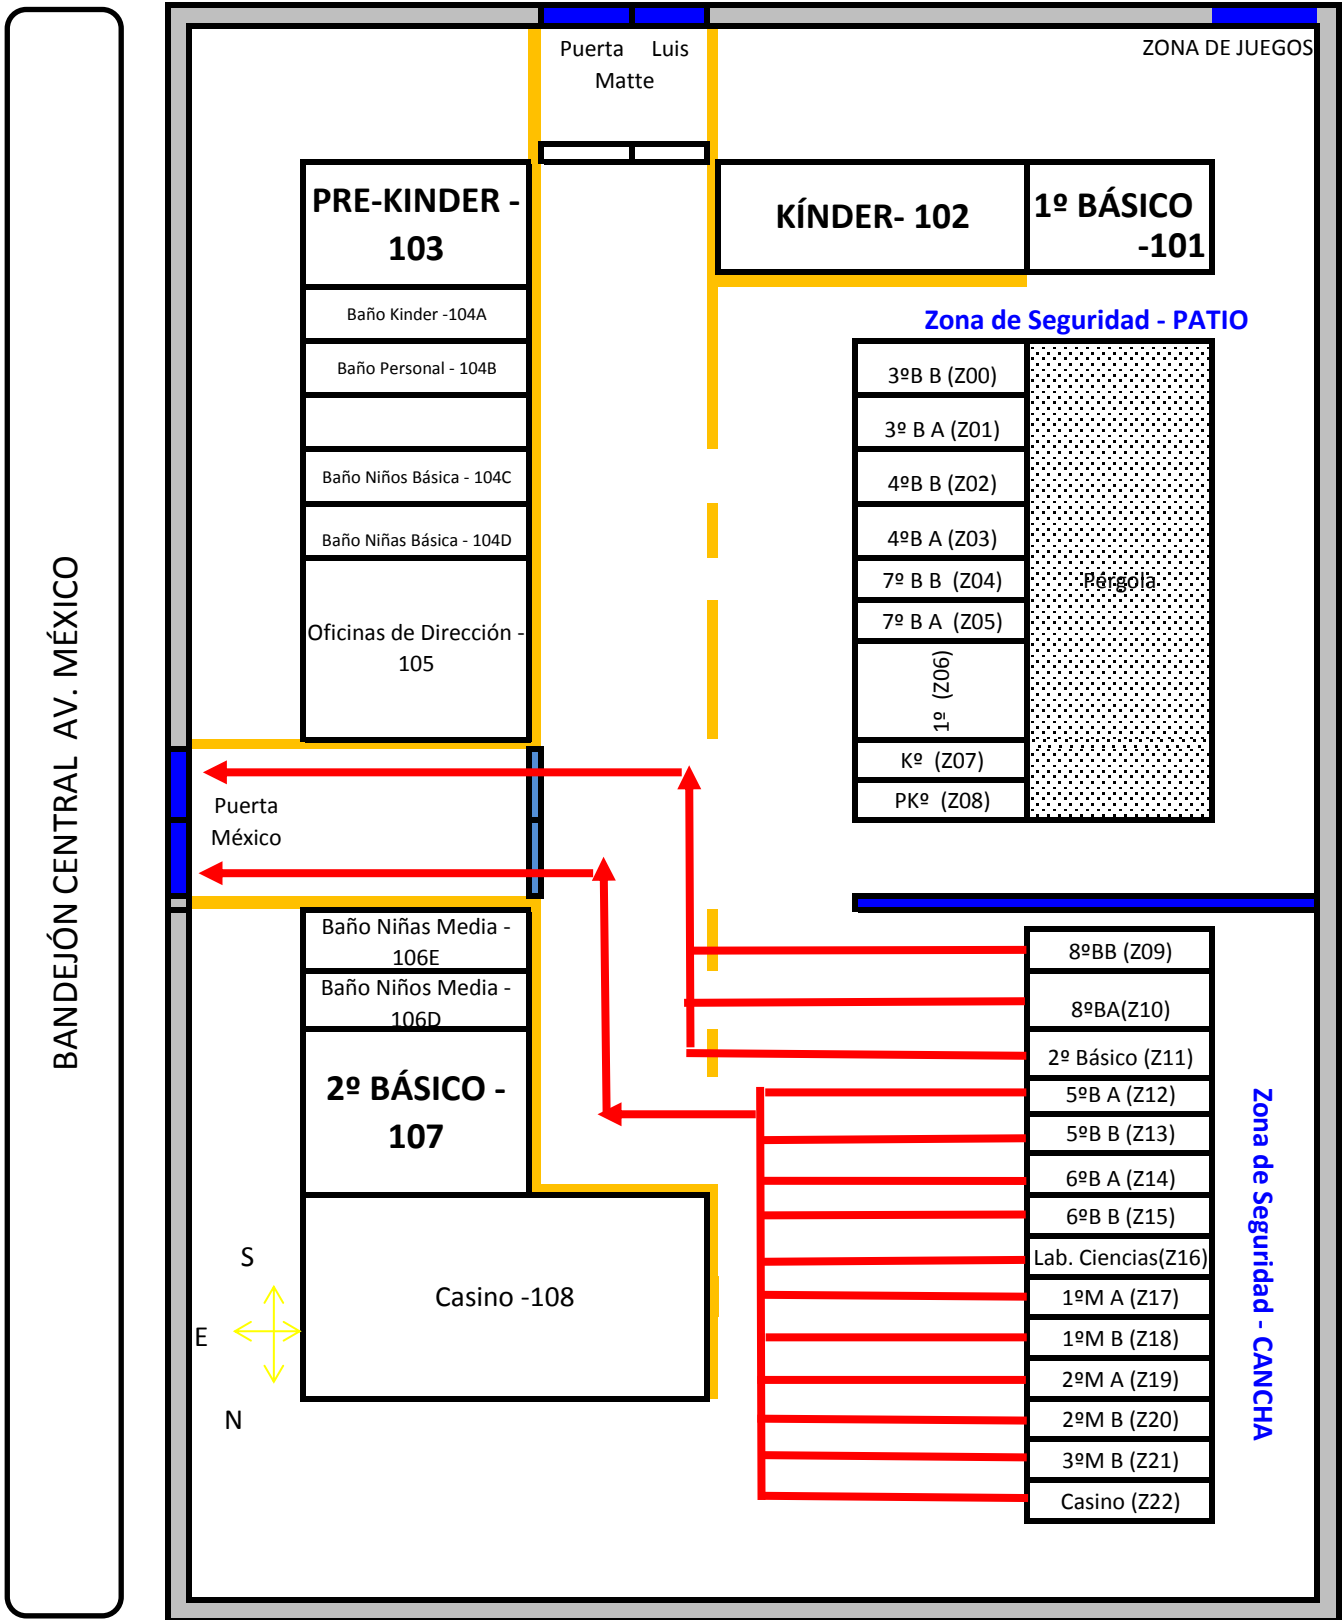 BANDEJÓN CENTRAL AV. MÉXICO
Puerta Luis
Matte
ZONA DE JUEGOS
PRE-KINDER -
103
KÍNDER- 102
1º BÁSICO
-101
Baño Kinder -104A
Baño Personal - 104B
Baño Niños Básica - 104C
Baño Niñas Básica - 104D
Oficinas de Dirección -
105
Zona de Seguridad - PATIO
3ºB B (Z00)
3º B A (Z01)
4ºB B (Z02)
4ºB A (Z03)
7º B B (Z04)
7º B A (Z05)
1º (Z06)
Kº (Z07)
PKº (Z08)
Pérgola
Puerta
México
Baño Niñas Media -
106E
Baño Niños Media -
106D
2º BÁSICO -
107
Casino -108
S
E
N
8ºBB (Z09)
8ºBA(Z10)
2º Básico (Z11)
5ºB A (Z12)
5ºB B (Z13)
6ºB A (Z14)
6ºB B (Z15)
Lab. Ciencias(Z16)
1ºM A (Z17)
1ºM B (Z18)
2ºM A (Z19)
2ºM B (Z20)
3ºM B (Z21)
Casino (Z22)
Zona de Seguridad - CANCHA